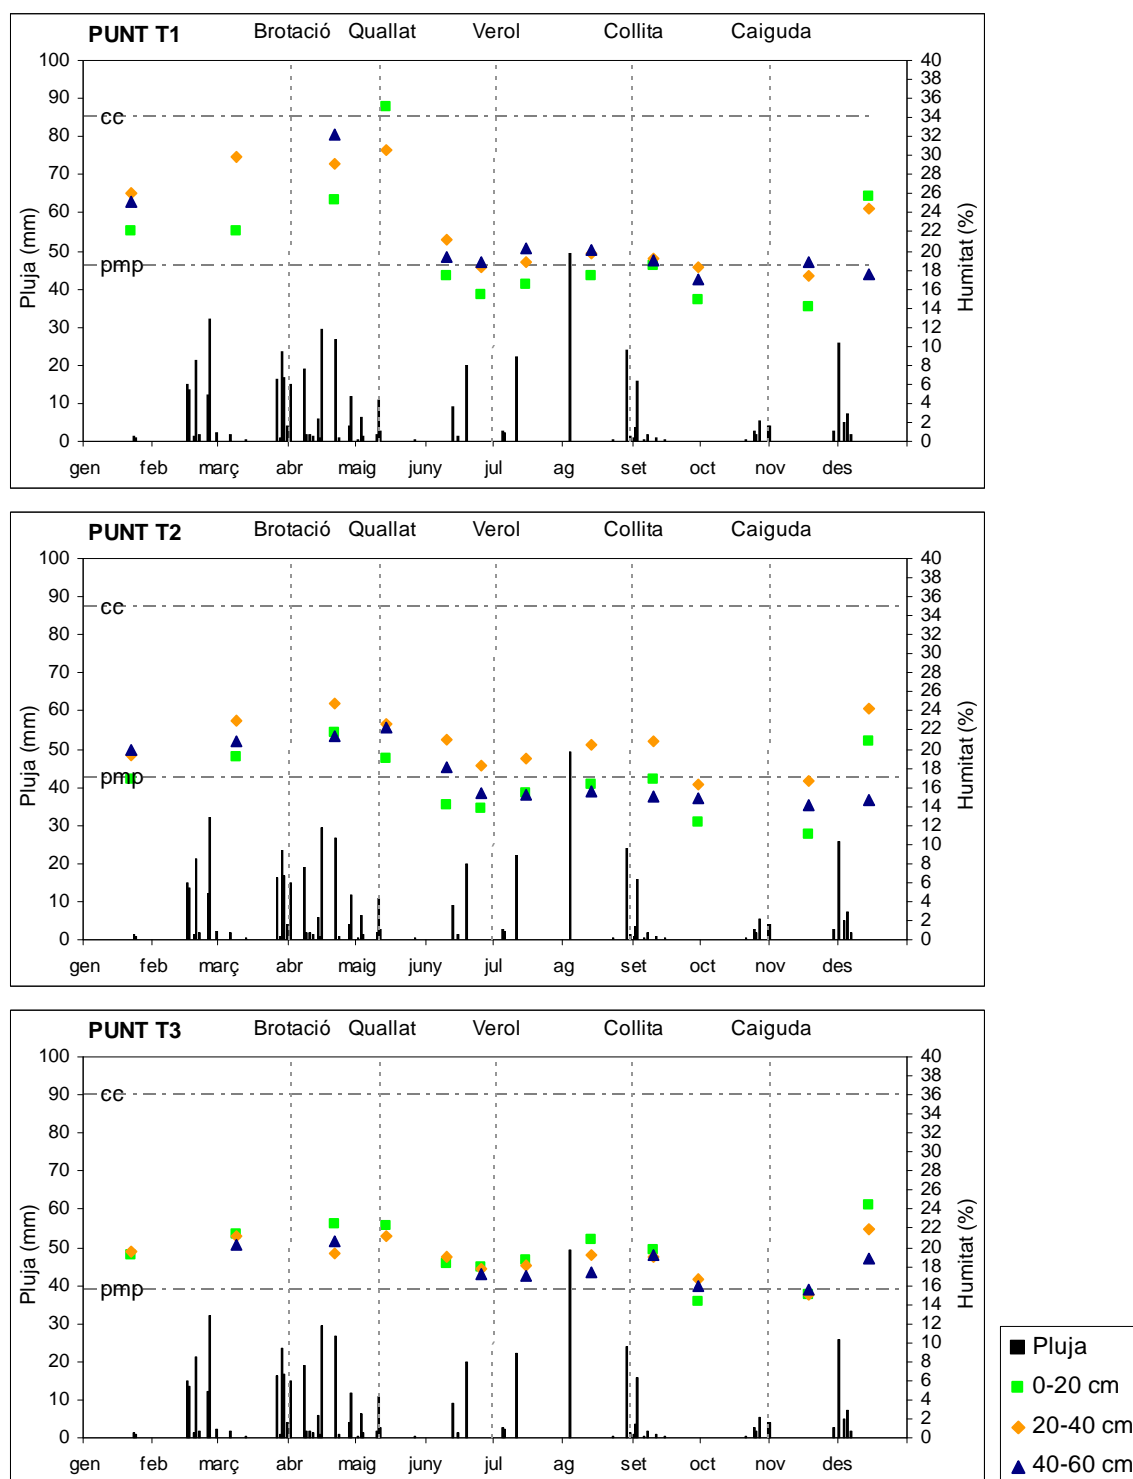 PUNT T1 Brotació Quallat Verol Collita Caiguda
100 40
38
90 36
cc 34
80 32
30
70 28
26
60 24
22
50 20
pmp 18
40 16
14
30 12
10
20 8
6
10 4
2
0 0
Pluja (mm)
Humitat (%)
gen feb març abr maig juny jul ag set oct nov des
PUNT T2 Brotació Quallat Verol Collita Caiguda
100 40
38
90 36
cc 34
80 32
30
70 28
26
60 24
22
50 20
pmp 18
40 16
14
30 12
10
20 8
6
10 4
2
0 0
Pluja (mm)
Humitat (%)
gen feb març abr maig juny jul ag set oct nov des
PUNT T3 Brotació Quallat Verol Collita Caiguda
100 40
38
90 36
cc 34
80 32
30
70 28
26
60 24
22
50 20
18
pmp 16
40 14
30 12
10
20 8
6
10 4
2
0 0
Pluja (mm)
Humitat (%)
gen feb març abr maig juny jul ag set oct nov des
Pluja
0-20 cm
20-40 cm
40-60 cm